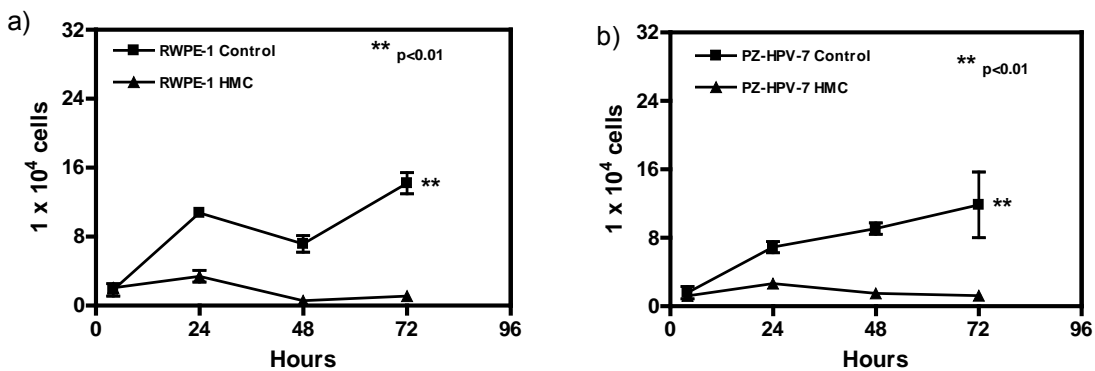 a)
32
24
16
8
0
1 x 10⁴ cells
RWPE-1 Control
RWPE-1 HMC
** p<0.01
**
0 24 48 72 96
Hours
b)
32
24
16
8
0
1 x 10⁴ cells
PZ-HPV-7 Control
PZ-HPV-7 HMC
** p<0.01
**
0 24 48 72 96
Hours